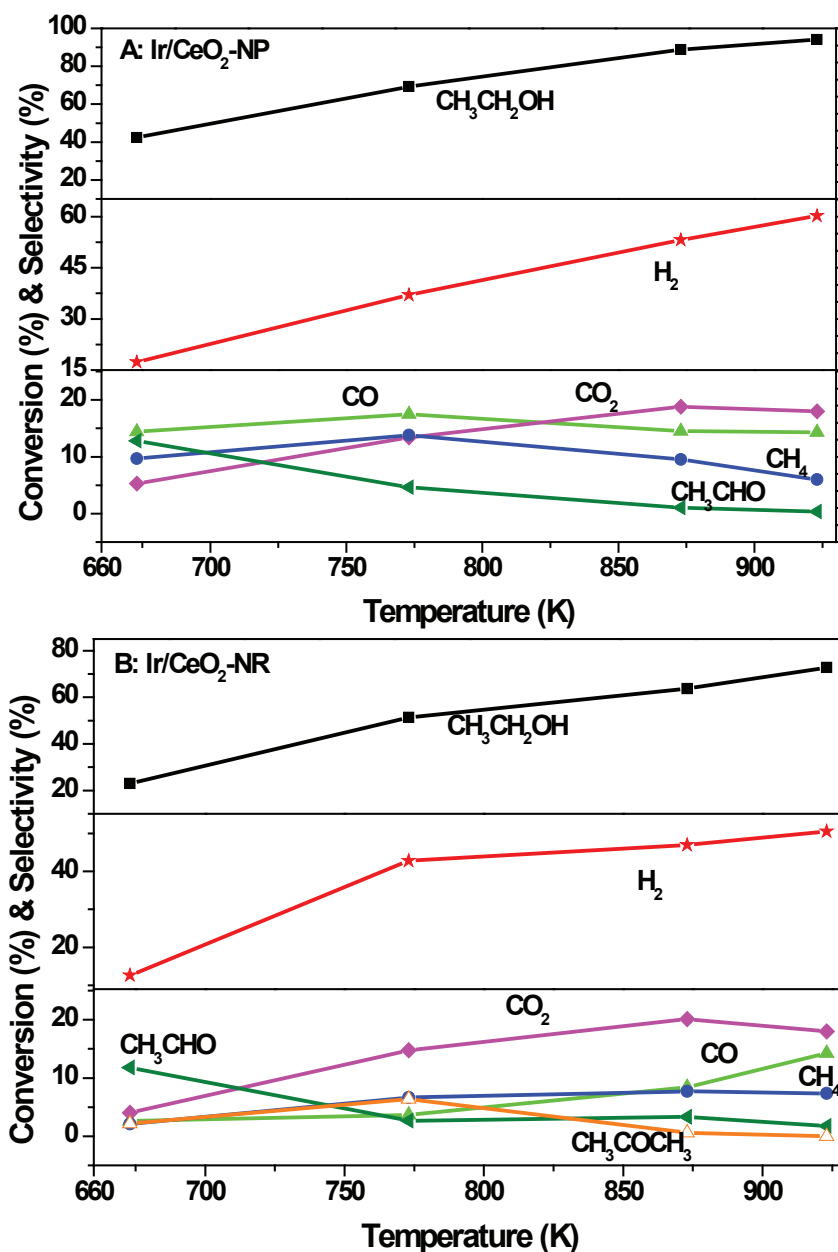 A: Ir/CeO₂-NP
CH₃CH₂OH
H₂
CO
CO₂
CH₄
CH₃CHO
100
80
60
40
20
60
45
30
15
20
10
0
660
700
750
800
850
900
Conversion (%) & Selectivity (%)
Temperature (K)
B: Ir/CeO₂-NR
CH₃CH₂OH
H₂
CO₂
CH₃CHO
CO
CH₄
CH₃COCH₃
80
60
40
20
40
20
20
10
0
660
700
750
800
850
900
Conversion (%) & Selectivity (%)
Temperature (K)